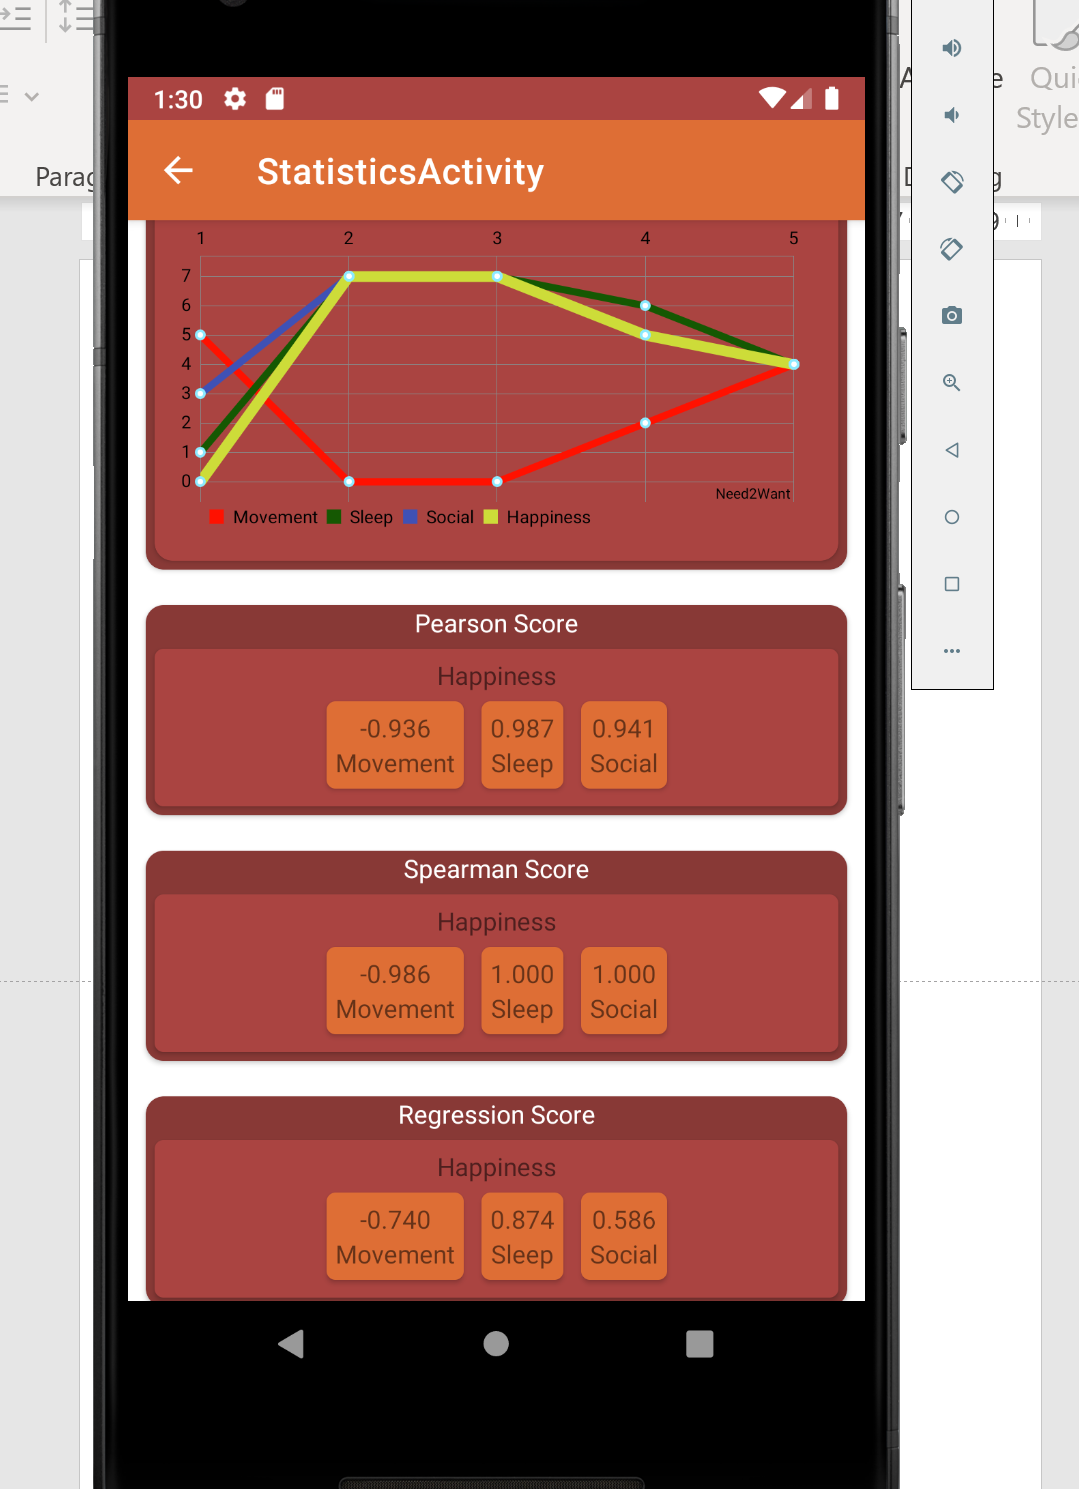 1:30
StatisticsActivity
1 2 3 4 5
7
6
5
4
3
2
1
0
Need2Want
Movement Sleep Social Happiness
Pearson Score
Happiness
-0.936 0.987 0.941
Movement Sleep Social
Spearman Score
Happiness
-0.986 1.000 1.000
Movement Sleep Social
Regression Score
Happiness
-0.740 0.874 0.586
Movement Sleep Social